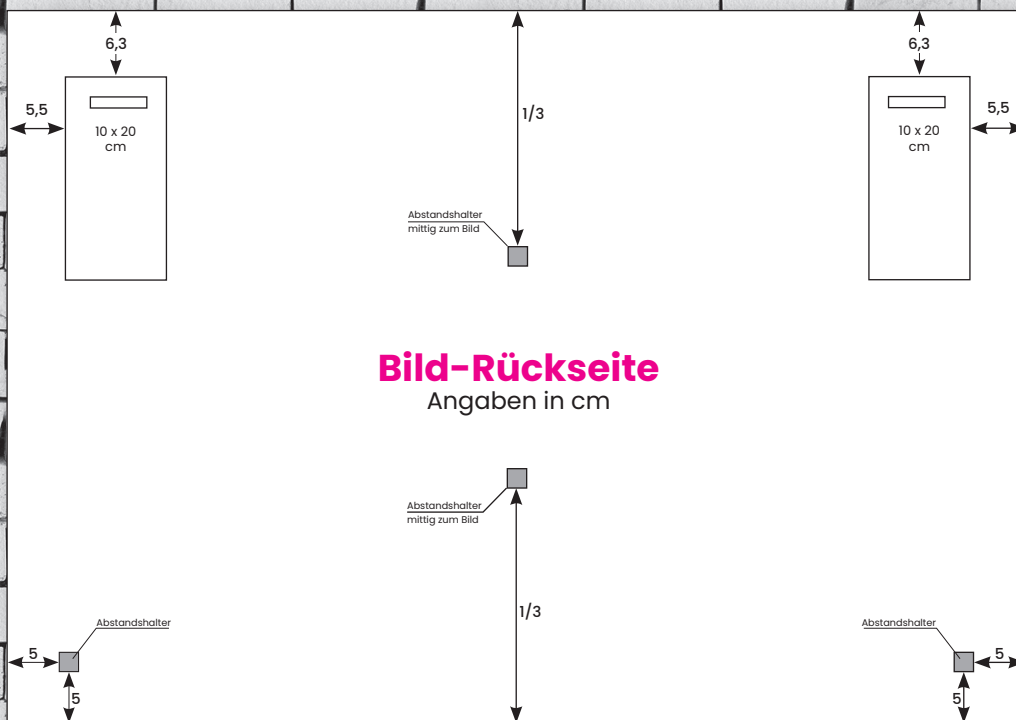 6,3
6,3
5,5
1/3
5,5
10 x 20
cm
10 x 20
cm
Abstandshalter
mittig zum Bild
Bild-Rückseite
Angaben in cm
Abstandshalter
mittig zum Bild
1/3
Abstandshalter
Abstandshalter
5
5
5
5